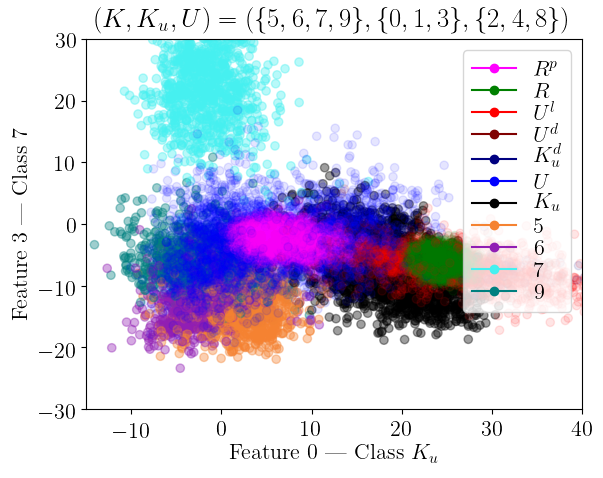 (K, K_u, U) = ({5, 6, 7, 9}, {0, 1, 3}, {2, 4, 8})
30
20
10
0
−10
−20
−30
Feature 3 — Class 7
−10
0
10
20
30
40
Feature 0 — Class K_u
R^p
R
U^l
U^d
K_u^d
U
K_u
5
6
7
9